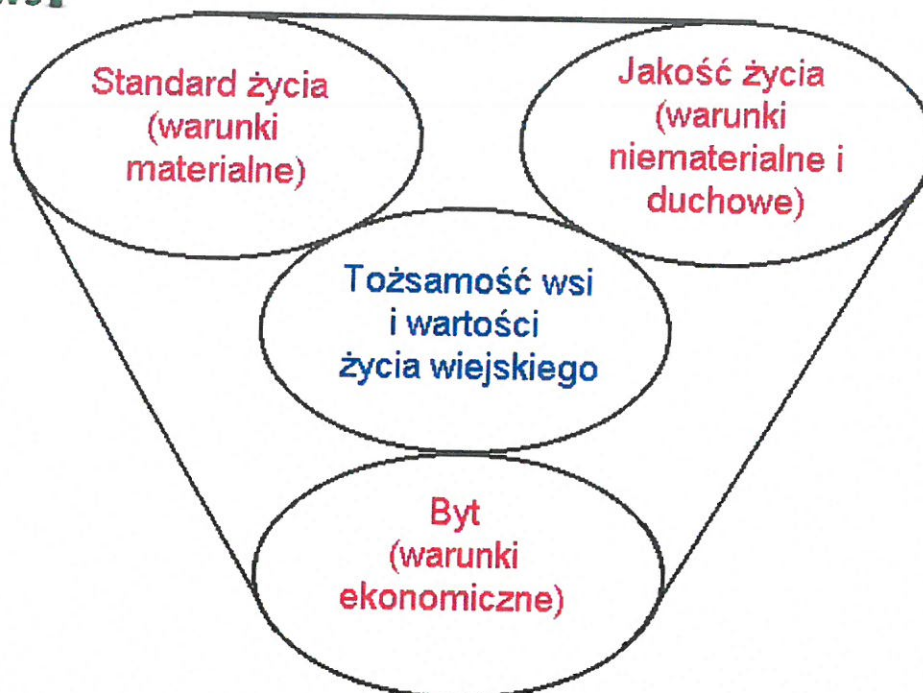 Standard życia
(warunki
materialne)
Jakość życia
(warunki
niematerialne i
duchowe)
Tożsamość wsi
i wartości
życia wiejskiego
Byt
(warunki
ekonomiczne)